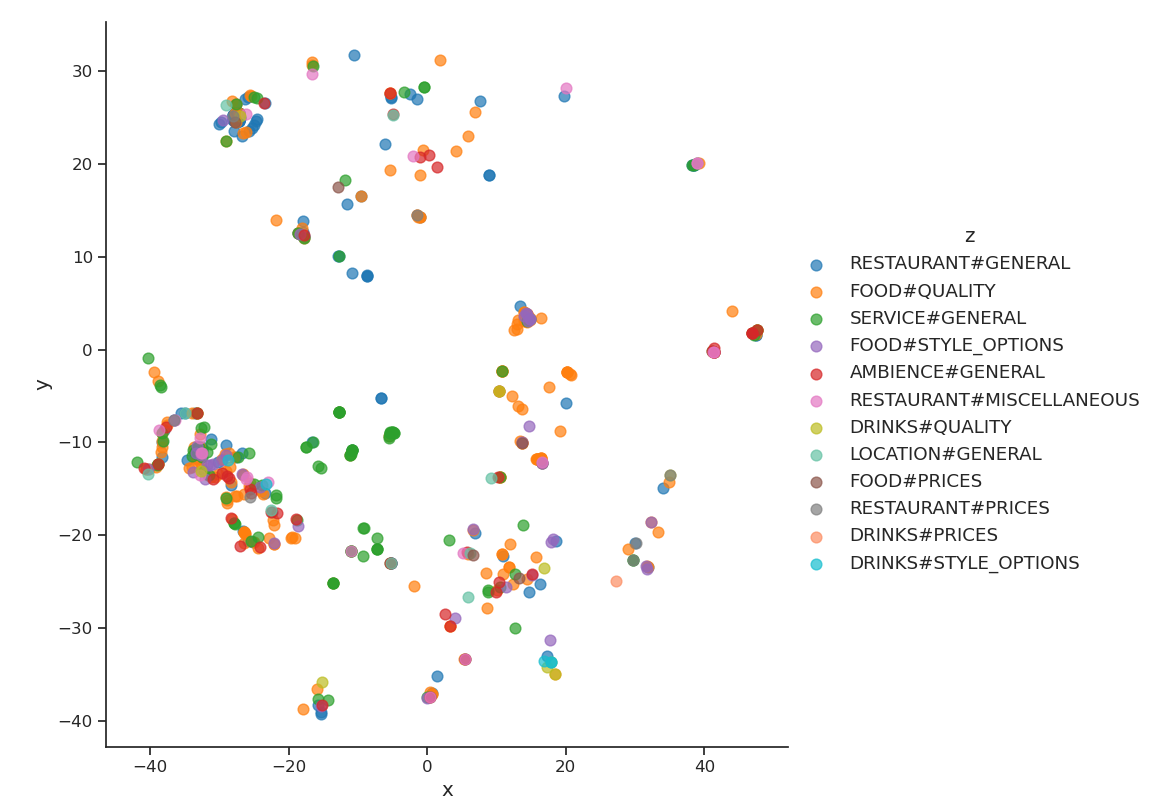 30
20
10
0
−10
−20
−30
−40
y
−40
−20
0
20
40
x
z
RESTAURANT#GENERAL
FOOD#QUALITY
SERVICE#GENERAL
FOOD#STYLE_OPTIONS
AMBIENCE#GENERAL
RESTAURANT#MISCELLANEOUS
DRINKS#QUALITY
LOCATION#GENERAL
FOOD#PRICES
RESTAURANT#PRICES
DRINKS#PRICES
DRINKS#STYLE_OPTIONS